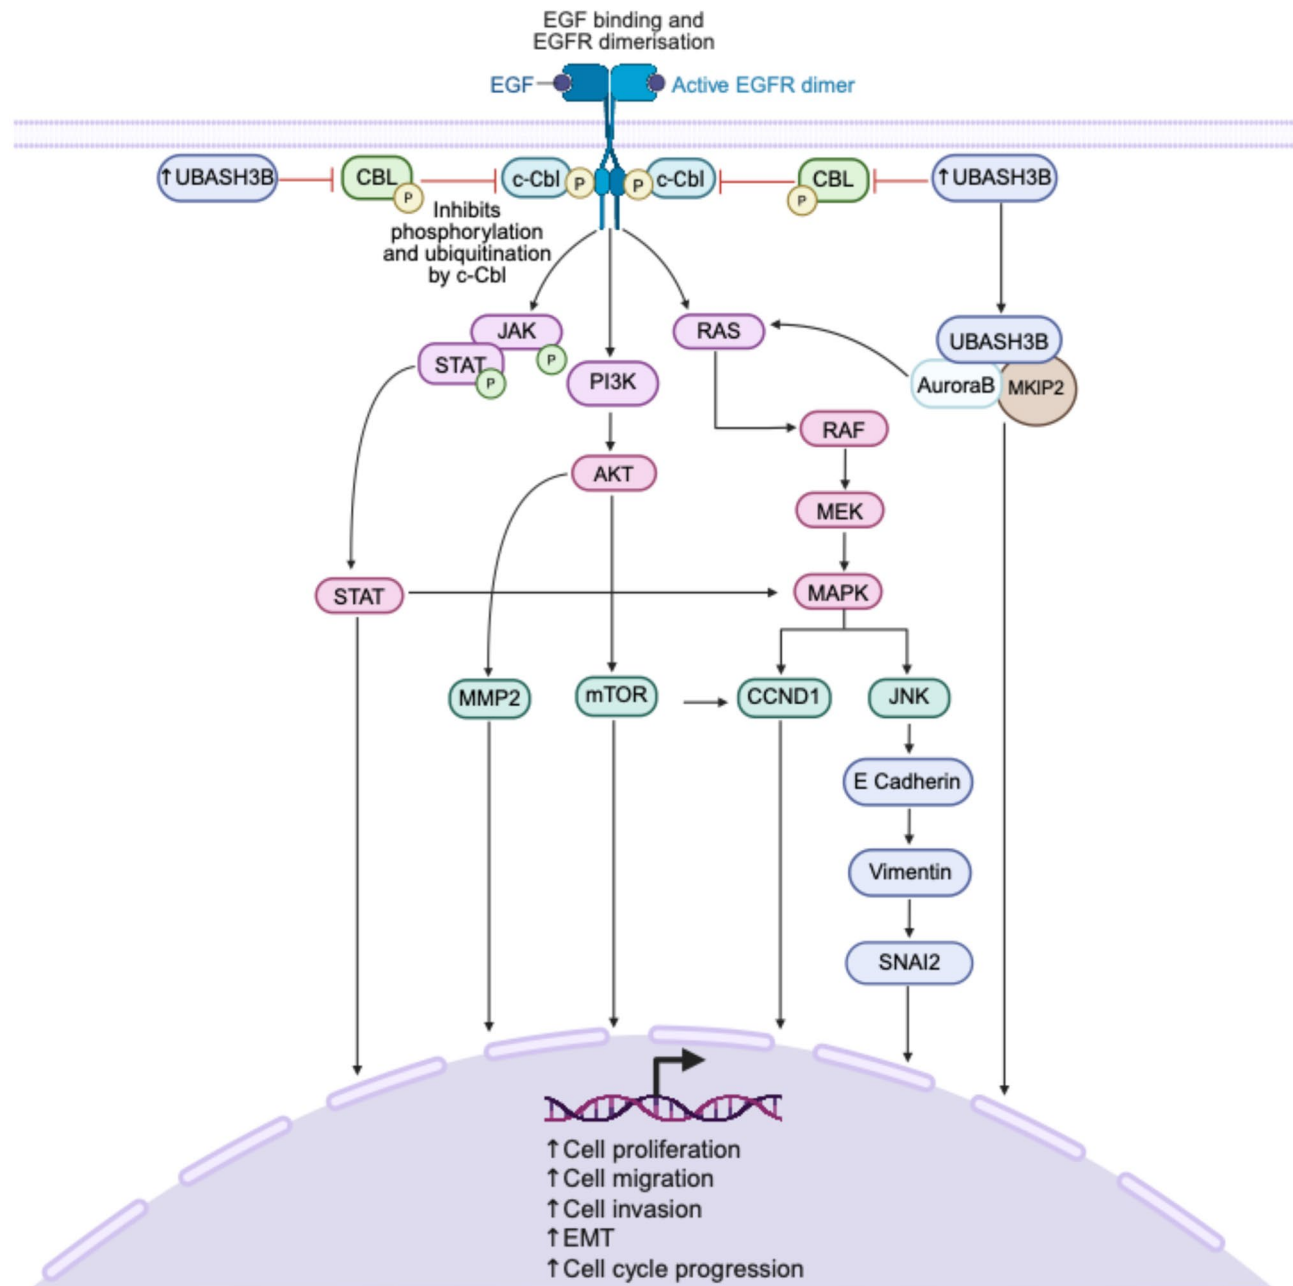 EGF binding and
EGFR dimerisation
EGF
Active EGFR dimer
↑UBASH3B
CBL
P
c-Cbl
P
P
c-Cbl
CBL
P
↑UBASH3B
Inhibits
phosphorylation
and ubiquitination
by c-Cbl
JAK
P
STAT
P
PI3K
RAS
UBASH3B
AuroraB
MKIP2
RAF
AKT
MEK
STAT
MAPK
MMP2
mTOR
CCND1
JNK
E Cadherin
Vimentin
SNAI2
↑Cell proliferation
↑Cell migration
↑Cell invasion
↑EMT
↑Cell cycle progression